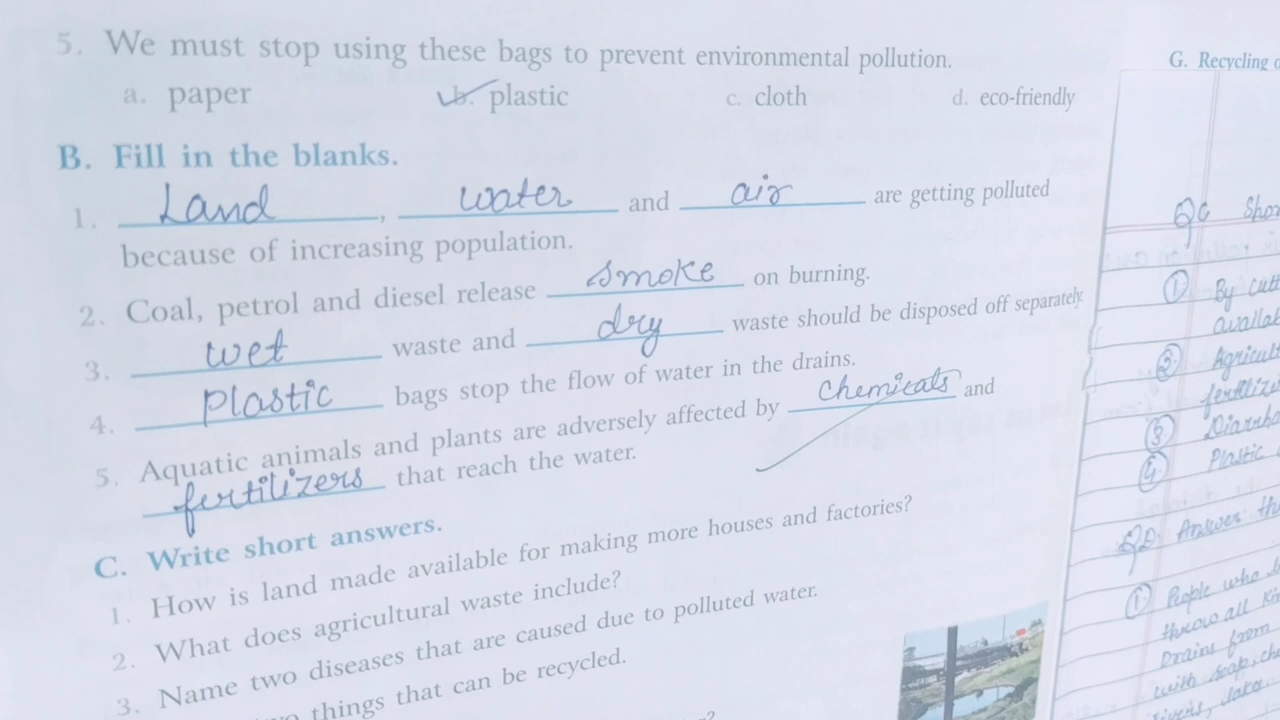 5. We must stop using these bags to prevent environmental pollution.
a. paper b. plastic c. cloth d. eco-friendly
B. Fill in the blanks.
1. Land, water and air are getting polluted
because of increasing population.
2. Coal, petrol and diesel release smoke on burning.
3. wet waste and dry waste should be disposed off separately.
4. Plastic bags stop the flow of water in the drains.
5. Aquatic animals and plants are adversely affected by chemicals and
fertilizers that reach the water.
C. Write short answers.
1. How is land made available for making more houses and factories?
2. What does agricultural waste include?
3. Name two diseases that are caused due to polluted water.
things that can be recycled.
G. Recycling
① By
②
③
④ Plastic
Answer
① People who
throw all
Drains from
with soap,